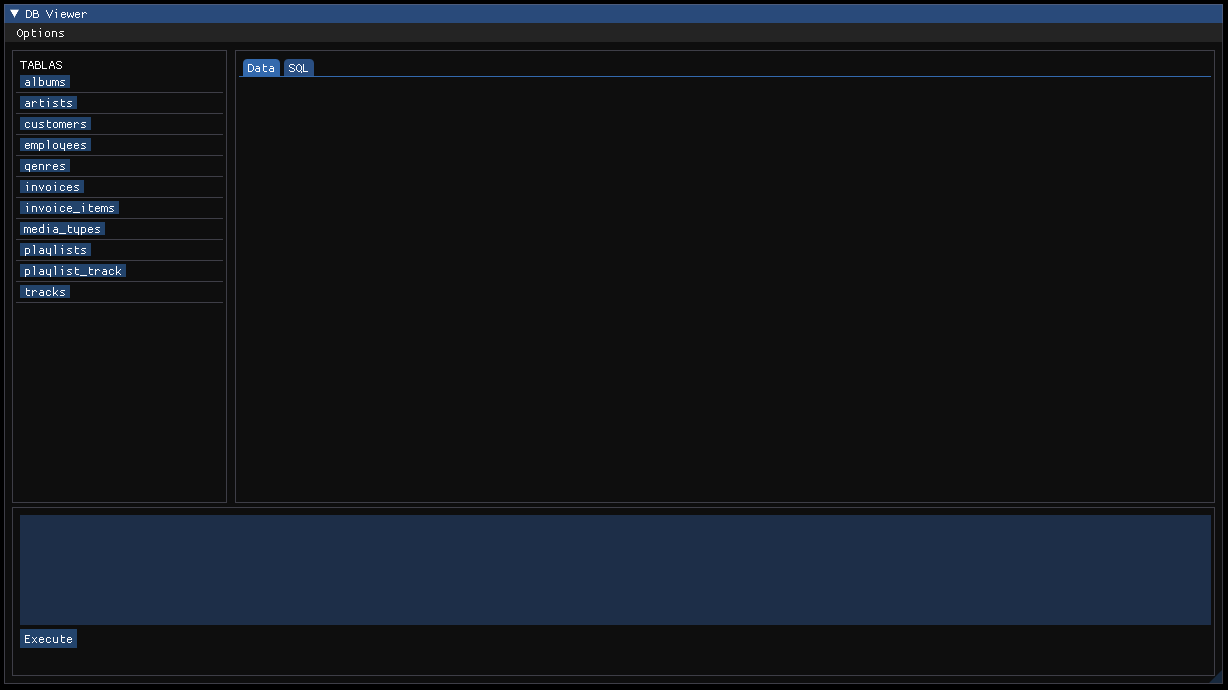 DB Viewer
Options
TABLAS
albums
artists
customers
employees
genres
invoices
invoice_items
media_types
playlists
playlist_track
tracks
Data SQL
Execute